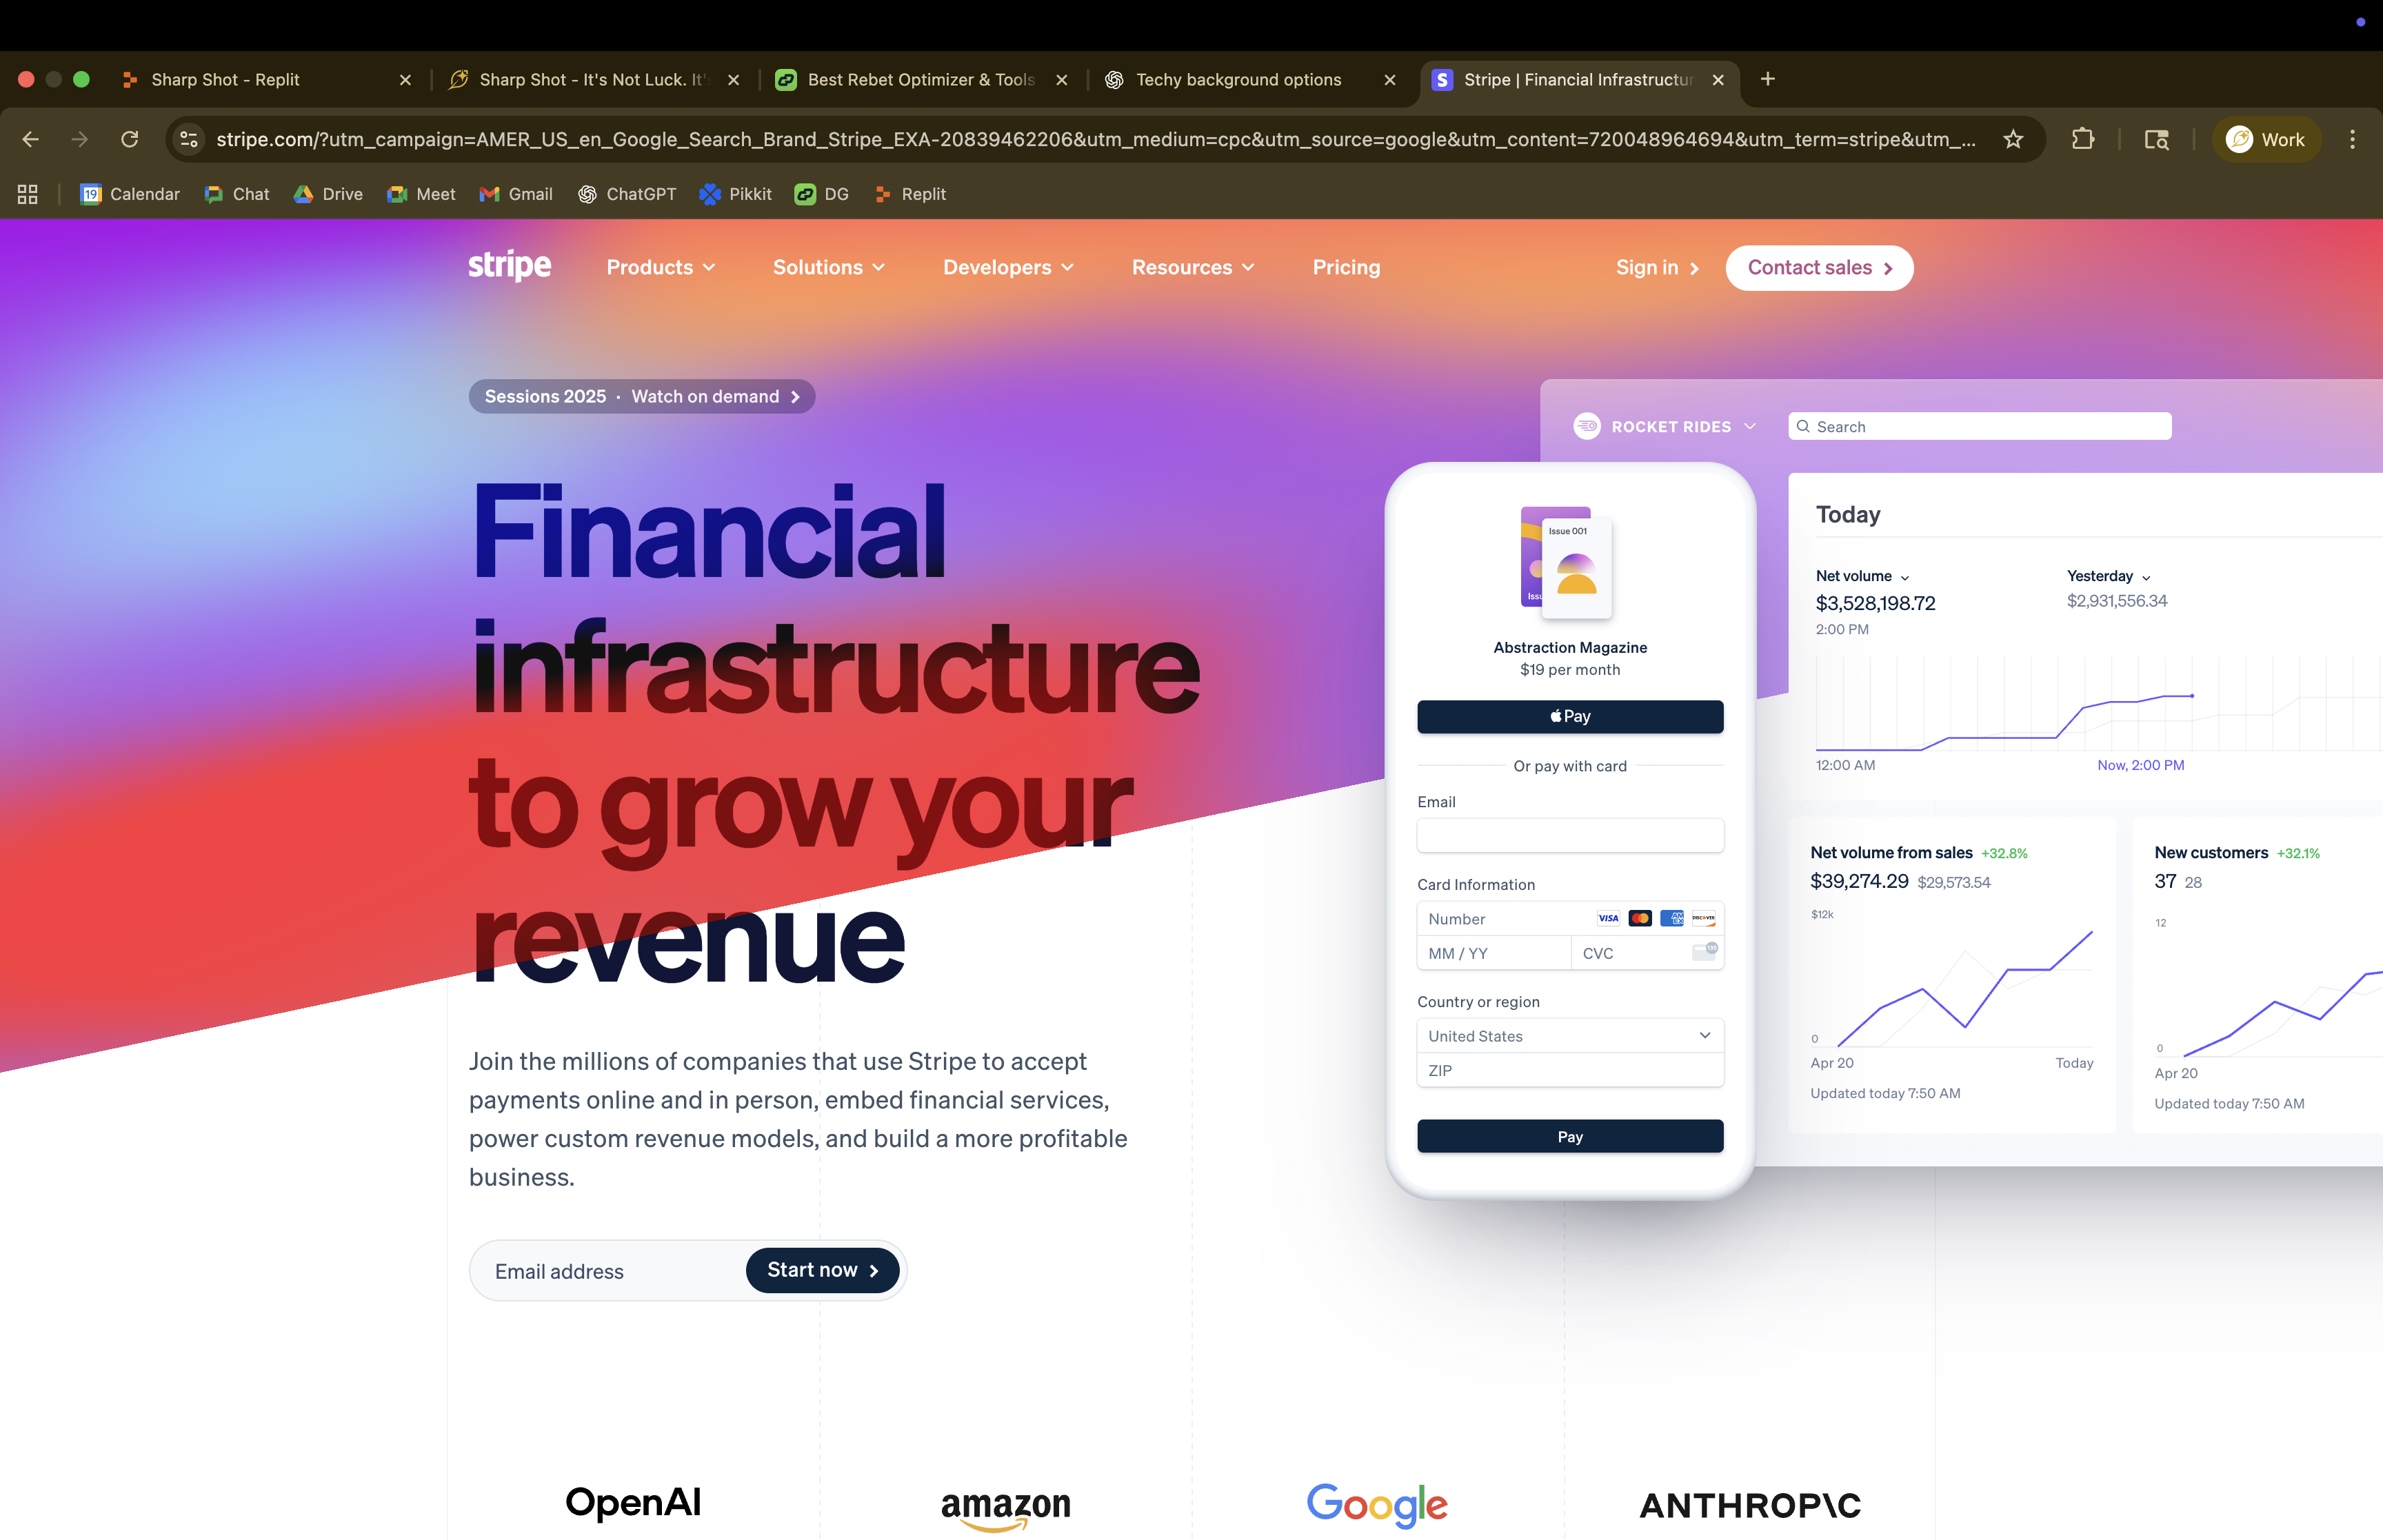 Sharp Shot - Replit
Sharp Shot - It's Not Luck. It's
Best Rebet Optimizer & Tools
Techy background options
Stripe | Financial Infrastructur
stripe.com/?utm_campaign=AMER_US_en_Google_Search_Brand_Stripe_EXA-20839462206&utm_medium=cpc&utm_source=google&utm_content=720048964694&utm_term=stripe&utm_...
Work
19
Calendar
Chat
Drive
Meet
Gmail
ChatGPT
Pikkit
DG
Replit
stripe
Products
Solutions
Developers
Resources
Pricing
Sign in
Contact sales
Sessions 2025 · Watch on demand
Financial
infrastructure
to grow your
revenue
Join the millions of companies that use Stripe to accept
payments online and in person, embed financial services,
power custom revenue models, and build a more profitable
business.
Email address
Start now
ROCKET RIDES
Search
Issue 001
Issu
Abstraction Magazine
$19 per month
Pay
Or pay with card
Email
Card Information
Number
VISA
AM
EX
DISCOVER
MM / YY
CVC
Country or region
United States
ZIP
Pay
Today
Net volume
$3,528,198.72
2:00 PM
Yesterday
$2,931,556.34
12:00 AM
Now, 2:00 PM
Net volume from sales +32.8%
$39,274.29 $29,573.54
$12k
0
Apr 20
Today
Updated today 7:50 AM
New customers +32.1%
37 28
12
0
Apr 20
Updated today 7:50 AM
OpenAI
amazon
Google
ANTHROP\C